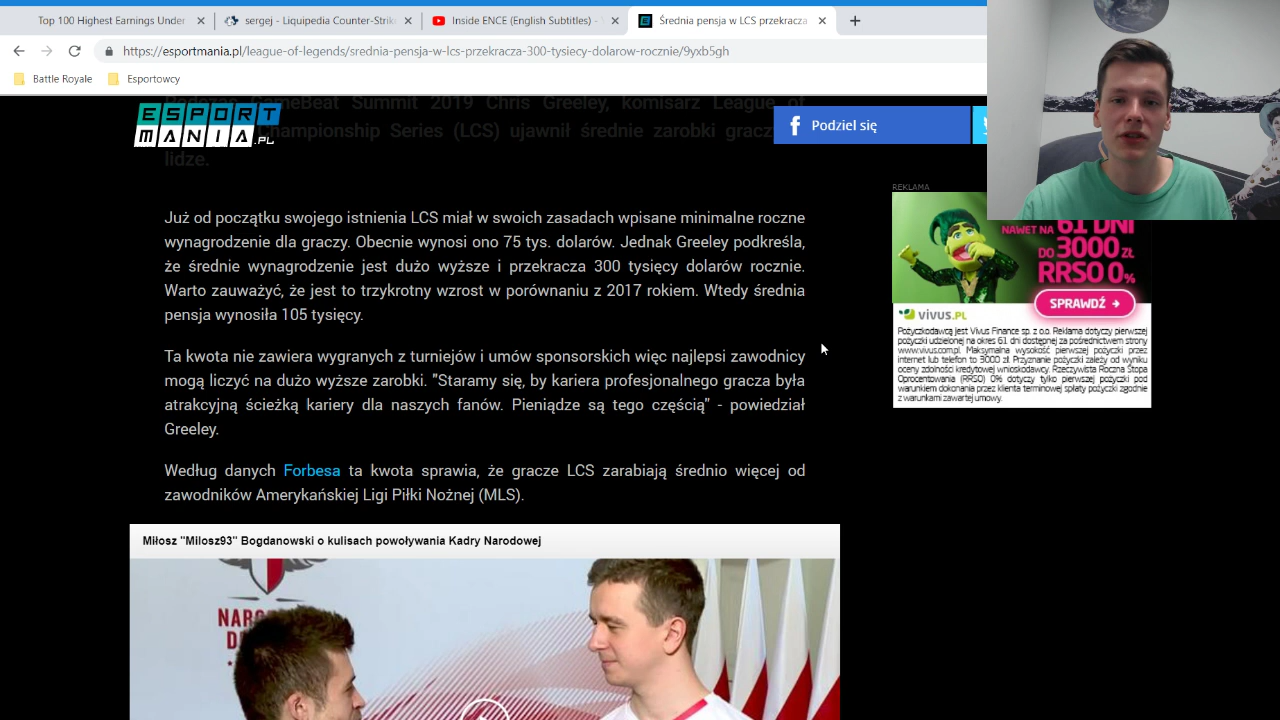 Top 100 Highest Earnings Under
sergej - Liquipedia Counter-Strik
Inside ENCE (English Subtitles) -
Średnia pensja w LCS przekracza
https://esportmania.pl/league-of-legends/srednia-pensja-w-lcs-przekracza-300-tysiecy-dolarow-rocznie/9yxb5gh
Battle Royale
Esportowcy
Podczas GameBeat Summit 2019 Chris Greeley, komisarz League of
Championship Series (LCS) ujawnił średnie zarobki graczy
lidze.
ESPORT
MANIA.PL
Podziel się
Już od początku swojego istnienia LCS miał w swoich zasadach wpisane minimalne roczne
wynagrodzenie dla graczy. Obecnie wynosi ono 75 tys. dolarów. Jednak Greeley podkreśla,
że średnie wynagrodzenie jest dużo wyższe i przekracza 300 tysięcy dolarów rocznie.
Warto zauważyć, że jest to trzykrotny wzrost w porównaniu z 2017 rokiem. Wtedy średnia
pensja wynosiła 105 tysięcy.
Ta kwota nie zawiera wygranych z turniejów i umów sponsorskich więc najlepsi zawodnicy
mogą liczyć na dużo wyższe zarobki. "Staramy się, by kariera profesjonalnego gracza była
atrakcyjną ścieżką kariery dla naszych fanów. Pieniądze są tego częścią" - powiedział
Greeley.
Według danych Forbesa ta kwota sprawia, że gracze LCS zarabiają średnio więcej od
zawodników Amerykańskiej Ligi Piłki Nożnej (MLS).
Miłosz "Milosz93" Bogdanowski o kulisach powoływania Kadry Narodowej
REKLAMA
NAWET NA 61 DNI
DO 3000 ZŁ
RRSO 0%
SPRAWDŹ
VIVUS.PL
Pożyczkodawcą jest Vivus Finance sp. z o.o. Reklama dotyczy pierwszej
pożyczki udzielonej na okres 61 dni dostępnej za pośrednictwem strony
www.vivus.com.pl. Maksymalna wysokość pierwszej pożyczki przez
internet lub telefon to 3000 zł. Przyznanie pożyczki zależy od wyniku
oceny zdolności kredytowej wnioskodawcy. Rzeczywista Roczna Stopa
Oprocentowania (RRSO) 0% dotyczy tylko pierwszej pożyczki pod
warunkiem dokonania przez klienta terminowej spłaty pożyczki zgodnie
z warunkami zawartej umowy.